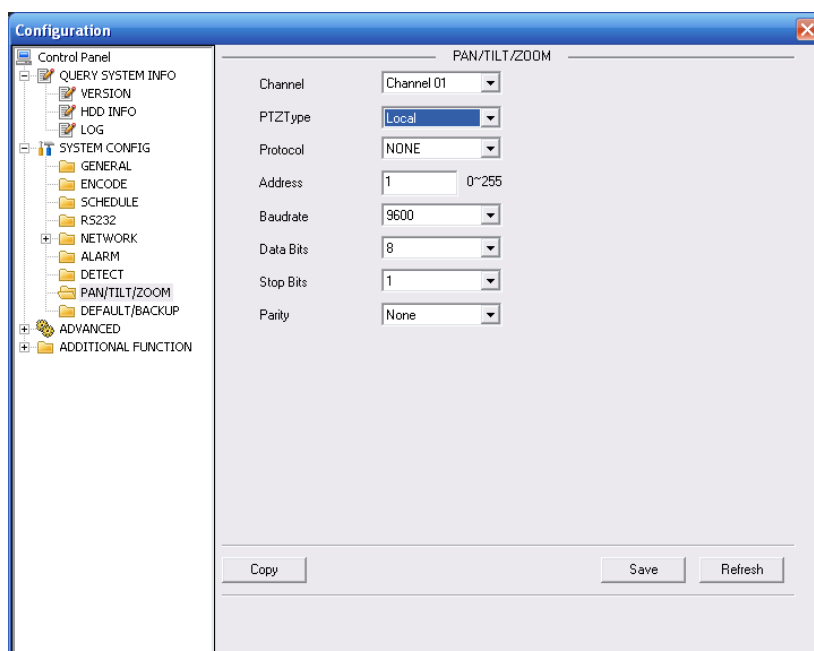 Configuration
Control Panel
QUERY SYSTEM INFO
VERSION
HDD INFO
LOG
SYSTEM CONFIG
GENERAL
ENCODE
SCHEDULE
RS232
NETWORK
ALARM
DETECT
PAN/TILT/ZOOM
DEFAULT/BACKUP
ADVANCED
ADDITIONAL FUNCTION
PAN/TILT/ZOOM
Channel Channel 01
PTZType Local
Protocol NONE
Address 1 0~255
Baudrate 9600
Data Bits 8
Stop Bits 1
Parity None
Copy Save Refresh